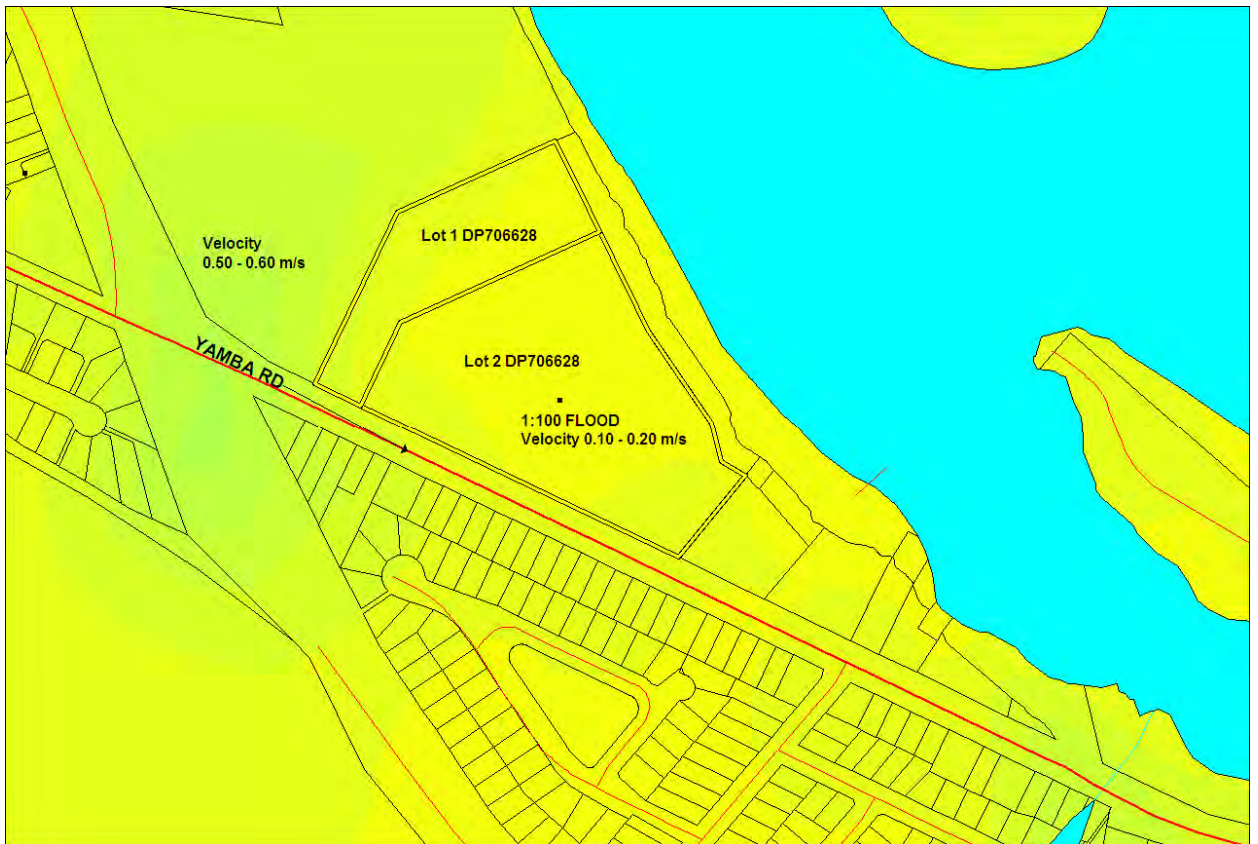 Lot 1 DP706628
Velocity
0.50 - 0.60 m/s
YAMBA RD
Lot 2 DP706628
1:100 FLOOD
Velocity 0.10 - 0.20 m/s